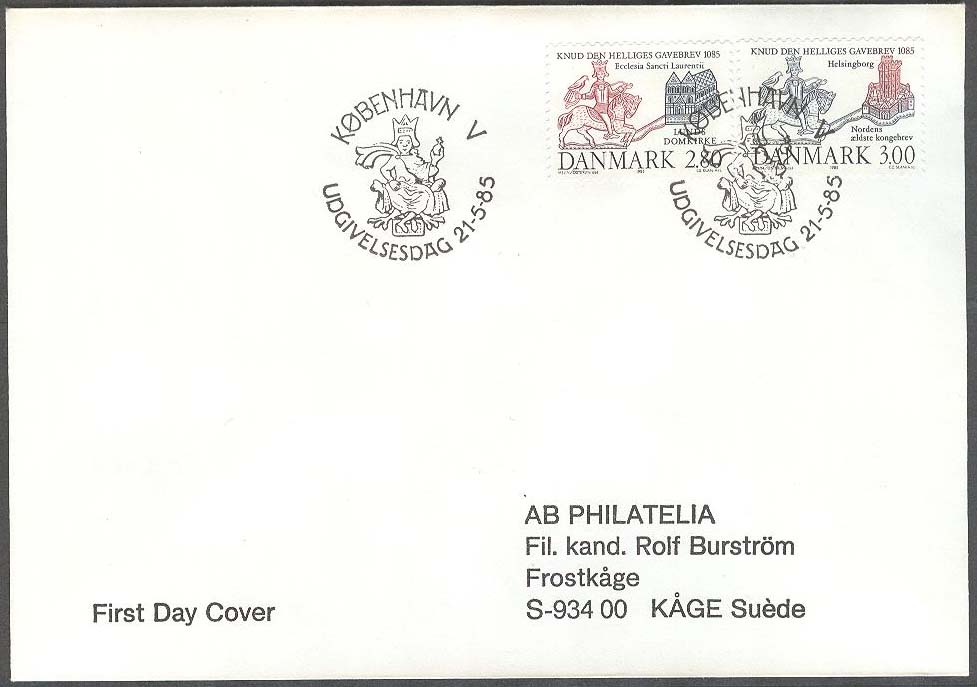 KNUD DEN HELLIGES GAVEBREV 1085
Ecclesia Sancti Laurentii
LUNDS
DOMKIRKE
DANMARK 2.80
KNUD DEN HELLIGES GAVEBREV 1085
Helsingborg
Nordens
ældste kongebrev
DANMARK 3.00
KØBENHAVN V
UDGIVELSESDAG 21-5-85
KØBENHAVN V
UDGIVELSESDAG 21-5-85
AB PHILATELIA
Fil. kand. Rolf Burström
Frostkåge
S-934 00 KÅGE Suède
First Day Cover